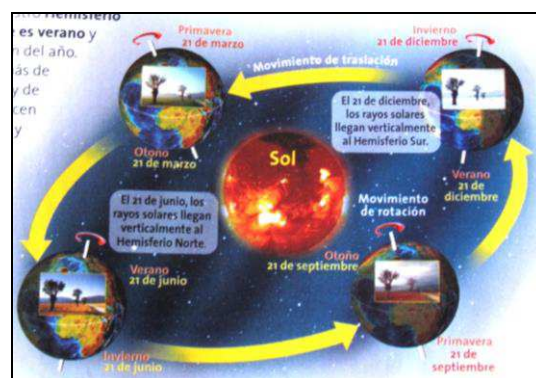 Hemisferio
es verano y
n del año.
ás de
y de
cen
y
Primavera
21 de marzo
Invierno
21 de diciembre
Movimiento de traslación
El 21 de diciembre,
los rayos solares
llegan verticalmente
al Hemisferio Sur.
Otoño
21 de marzo
Sol
Verano
21 de
diciembre
El 21 de junio, los
rayos solares llegan
verticalmente al
Hemisferio Norte.
Movimiento
de rotación
Verano
21 de junio
Otoño
21 de septiembre
Invierno
21 de junio
Primavera
21 de
septiembre